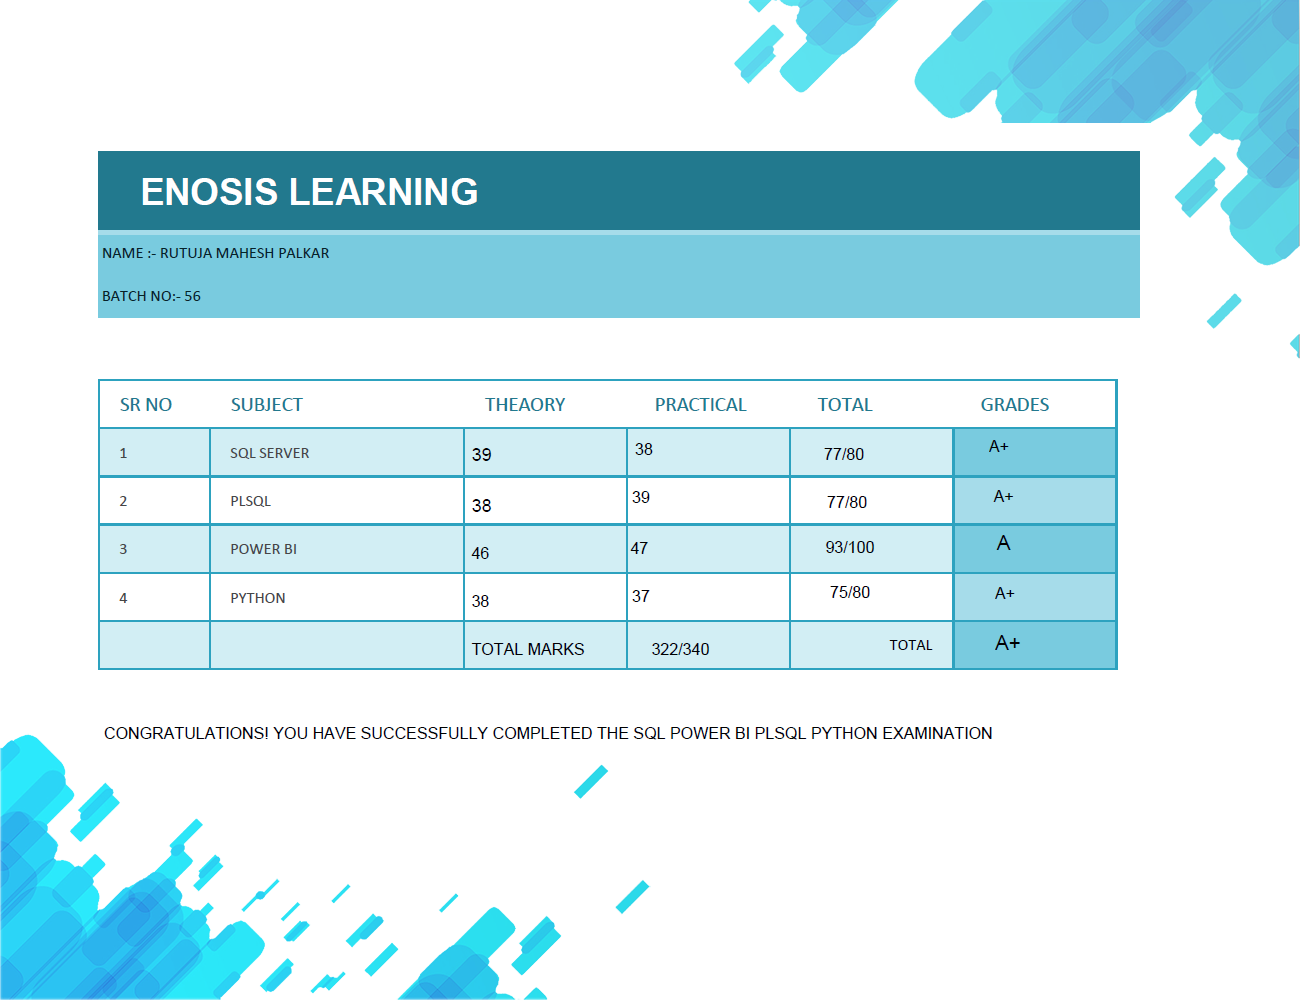 ENOSIS LEARNING
NAME :- RUTUJA MAHESH PALKAR
BATCH NO:- 56
SR NO SUBJECT THEAORY PRACTICAL TOTAL GRADES
1 SQL SERVER 39 38 77/80 A+
2 PLSQL 38 39 77/80 A+
3 POWER BI 46 47 93/100 A
4 PYTHON 38 37 75/80 A+
TOTAL MARKS 322/340 TOTAL A+
CONGRATULATIONS! YOU HAVE SUCCESSFULLY COMPLETED THE SQL POWER BI PLSQL PYTHON EXAMINATION